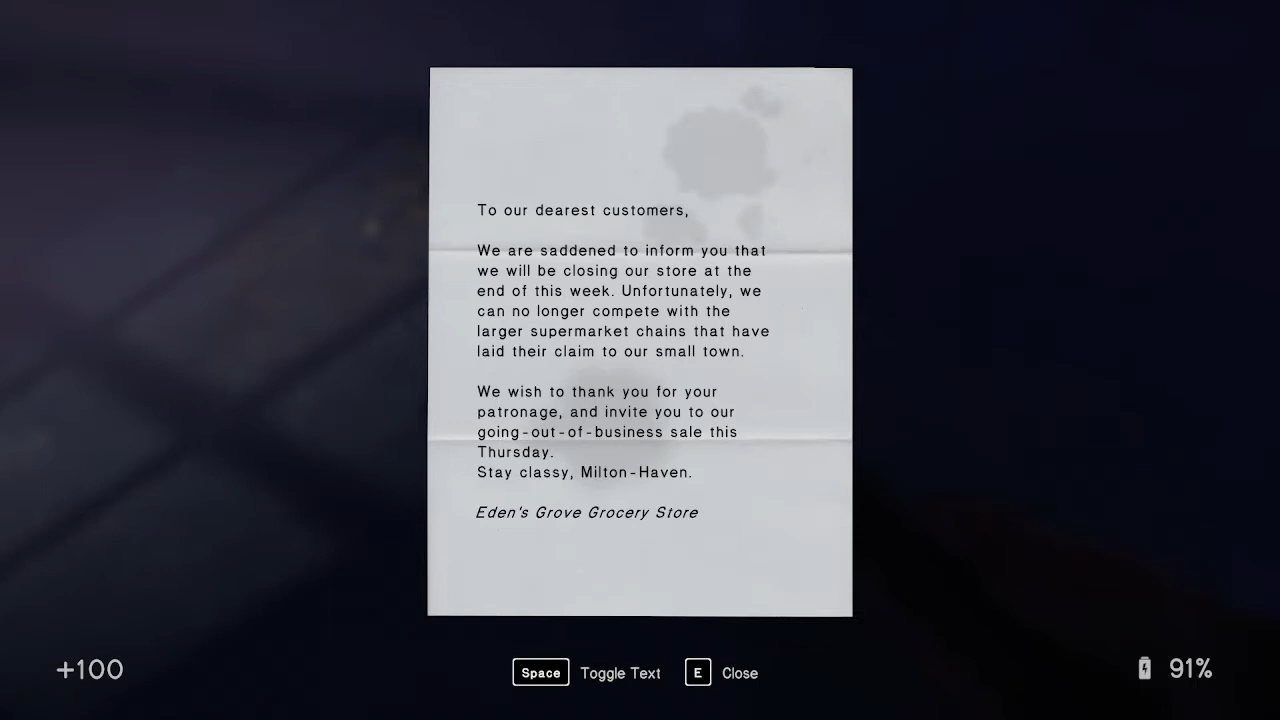 To our dearest customers,
We are saddened to inform you that
we will be closing our store at the
end of this week. Unfortunately, we
can no longer compete with the
larger supermarket chains that have
laid their claim to our small town.
We wish to thank you for your
patronage, and invite you to our
going-out-of-business sale this
Thursday.
Stay classy, Milton-Haven.
Eden's Grove Grocery Store
+100
Space Toggle Text E Close
91%